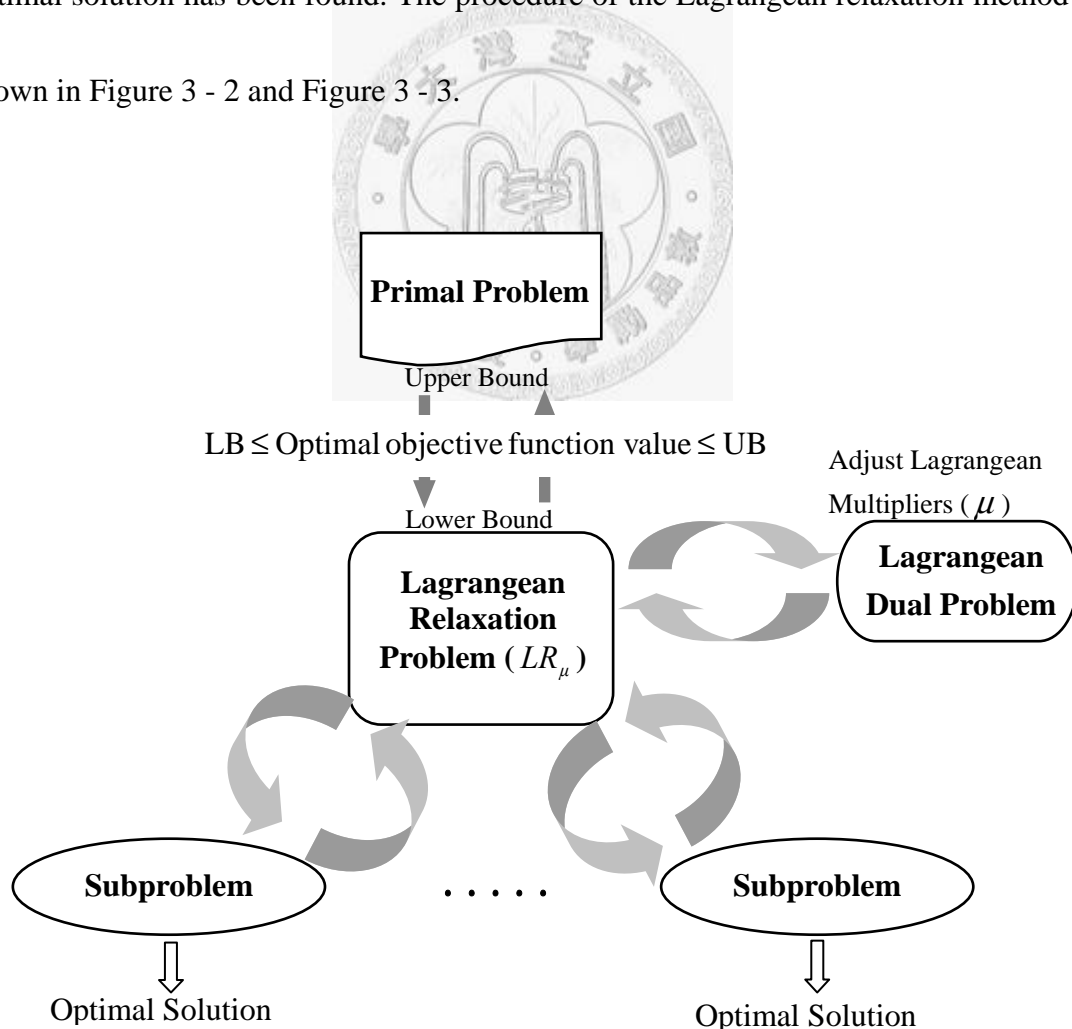 timal solution has been found. The procedure of the Lagrangean relaxation method
own in Figure 3 - 2 and Figure 3 - 3.
Primal Problem
Upper Bound
LB ≤ Optimal objective function value ≤ UB
Adjust Lagrangean
Multipliers ( μ )
Lower Bound
Lagrangean
Relaxation
Problem ( LR_μ )
Lagrangean
Dual Problem
Subproblem
. . . . .
Subproblem
Optimal Solution
Optimal Solution